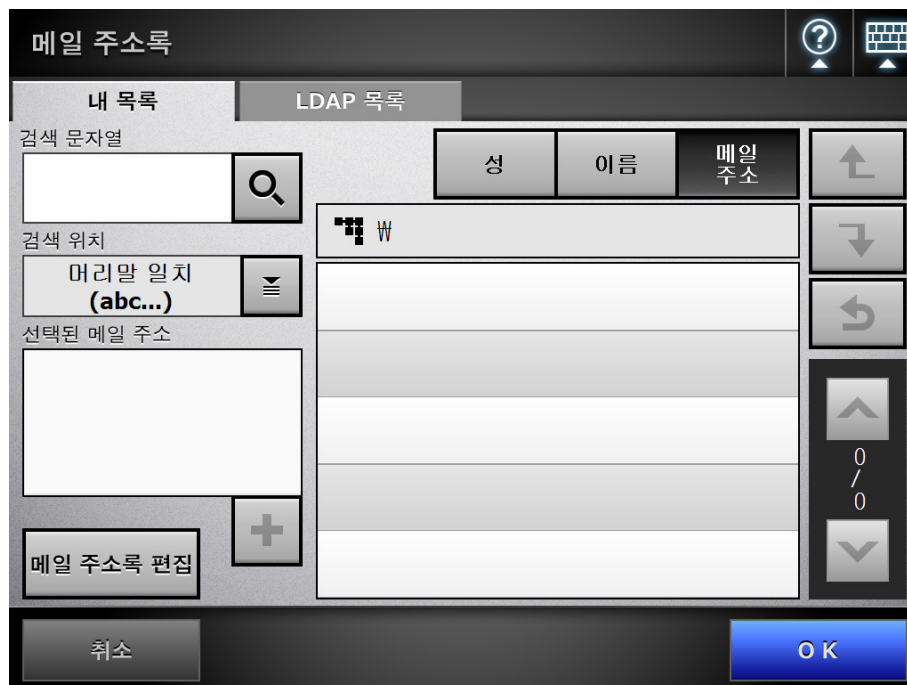 메일 주소록
?
내 목록
LDAP 목록
검색 문자열
성
이름
메일
주소
₩
검색 위치
머리말 일치
(abc...)
선택된 메일 주소
0
/
0
메일 주소록 편집
취소
OK